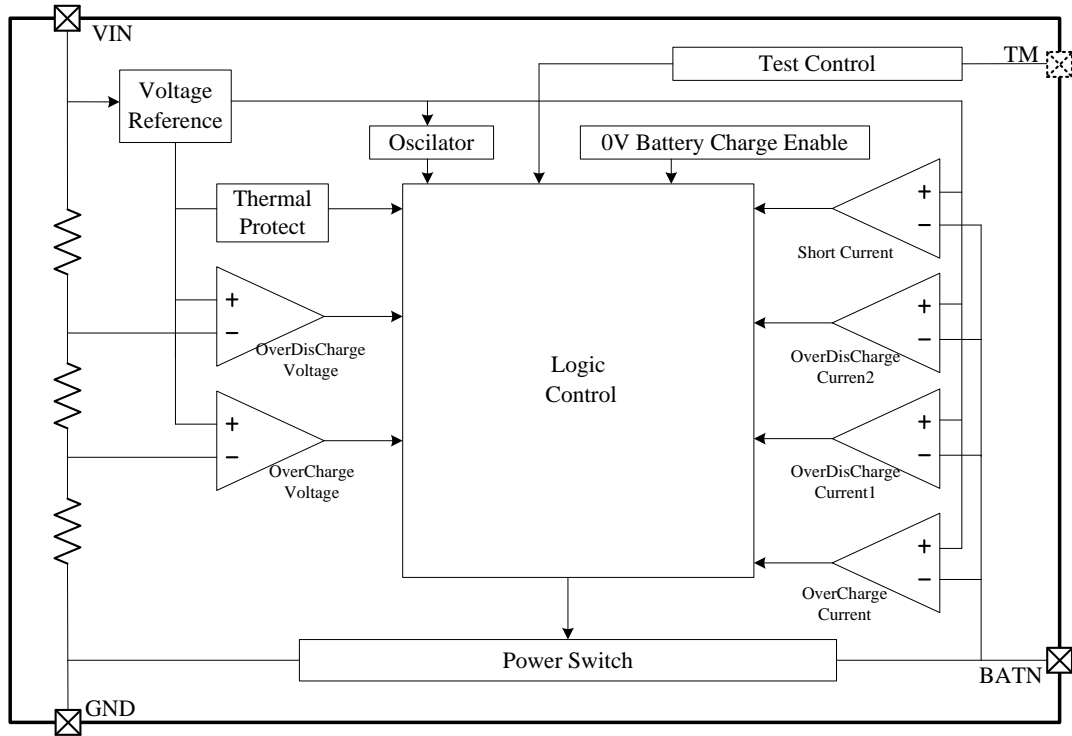 VIN
TM
Test Control
Voltage
Reference
Oscilator
0V Battery Charge Enable
Thermal
Protect
+
−
Short Current
+
−
OverDisCharge
Voltage
+
−
OverDisCharge
Curren2
Logic
Control
+
−
OverCharge
Voltage
+
−
OverDisCharge
Current1
+
−
OverCharge
Current
Power Switch
BATN
GND